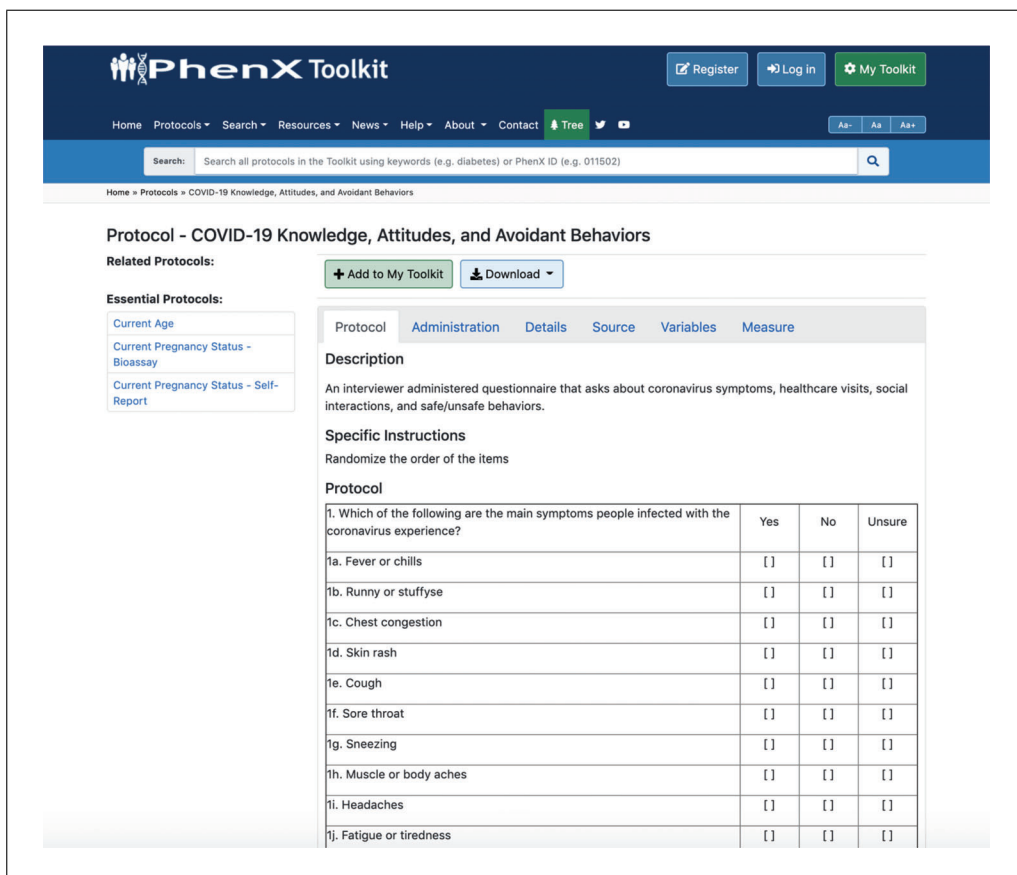 PhenX Toolkit
Register
Log in
My Toolkit
Home Protocols Search Resources News Help About Contact Tree
Aa- Aa Aa+
Search: Search all protocols in the Toolkit using keywords (e.g. diabetes) or PhenX ID (e.g. 011502)
Home » Protocols » COVID-19 Knowledge, Attitudes, and Avoidant Behaviors
Protocol - COVID-19 Knowledge, Attitudes, and Avoidant Behaviors
Related Protocols:
Essential Protocols:
Current Age
Current Pregnancy Status -
Bioassay
Current Pregnancy Status - Self-
Report
+ Add to My Toolkit
Download
Protocol Administration Details Source Variables Measure
Description
An interviewer administered questionnaire that asks about coronavirus symptoms, healthcare visits, social
interactions, and safe/unsafe behaviors.
Specific Instructions
Randomize the order of the items
Protocol
1. Which of the following are the main symptoms people infected with the
coronavirus experience?
Yes No Unsure
1a. Fever or chills [ ] [ ] [ ]
1b. Runny or stuffyse [ ] [ ] [ ]
1c. Chest congestion [ ] [ ] [ ]
1d. Skin rash [ ] [ ] [ ]
1e. Cough [ ] [ ] [ ]
1f. Sore throat [ ] [ ] [ ]
1g. Sneezing [ ] [ ] [ ]
1h. Muscle or body aches [ ] [ ] [ ]
1i. Headaches [ ] [ ] [ ]
1j. Fatigue or tiredness [ ] [ ] [ ]